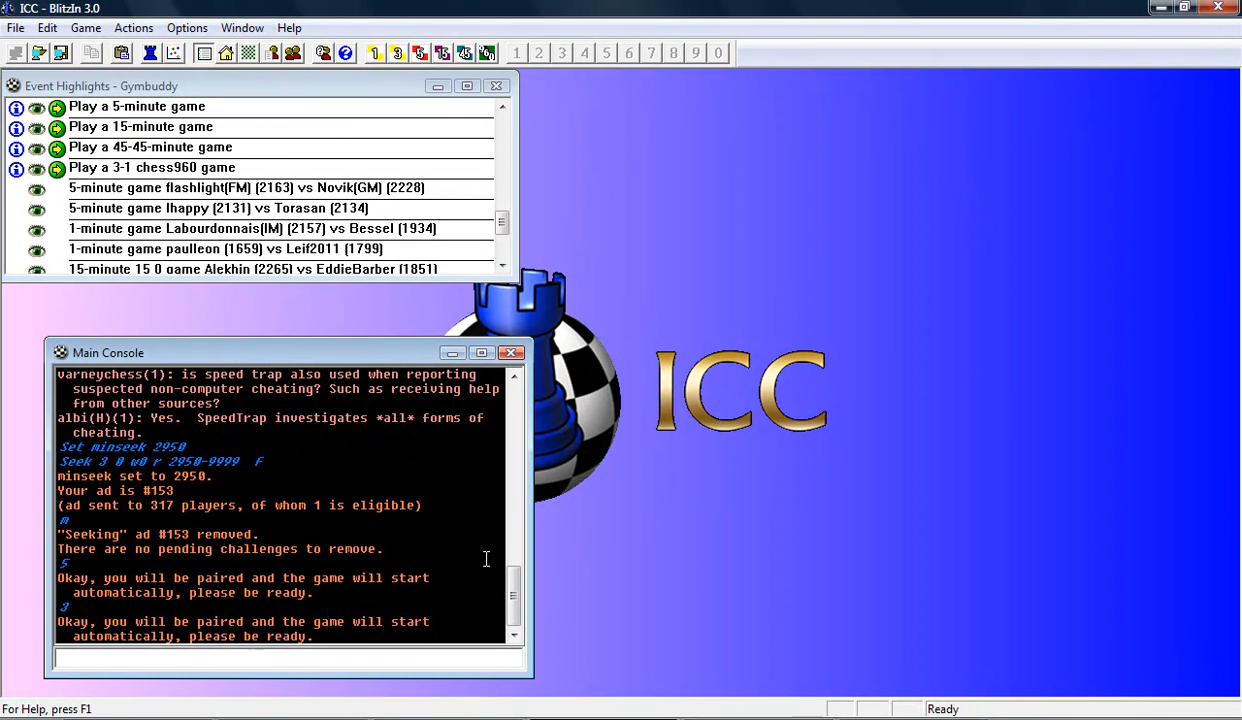 ICC - BlitzIn 3.0
File Edit Game Actions Options Window Help
1 3 5 15 45 960 1 2 3 4 5 6 7 8 9 0
Event Highlights - Gymbuddy
Play a 5-minute game
Play a 15-minute game
Play a 45-45-minute game
Play a 3-1 chess960 game
5-minute game flashlight(FM) (2163) vs Novik(GM) (2228)
5-minute game lhappy (2131) vs Torasan (2134)
1-minute game Labourdonnais(IM) (2157) vs Bessel (1934)
1-minute game paulleon (1659) vs Leif2011 (1799)
15-minute 15 0 game Alekhin (2265) vs EddieBarber (1851)
ICC
Main Console
varneychess(1): is speed trap also used when reporting
suspected non-computer cheating? Such as receiving help
from other sources?
albi(H)(1): Yes. SpeedTrap investigates *all* forms of
cheating.
Set minseek 2950
Seek 3 0 w0 r 2950-9999 f
minseek set to 2950.
Your ad is #153
(ad sent to 317 players, of whom 1 is eligible)
m
"Seeking" ad #153 removed.
There are no pending challenges to remove.
5
Okay, you will be paired and the game will start
automatically, please be ready.
3
Okay, you will be paired and the game will start
automatically, please be ready.
For Help, press F1
Ready